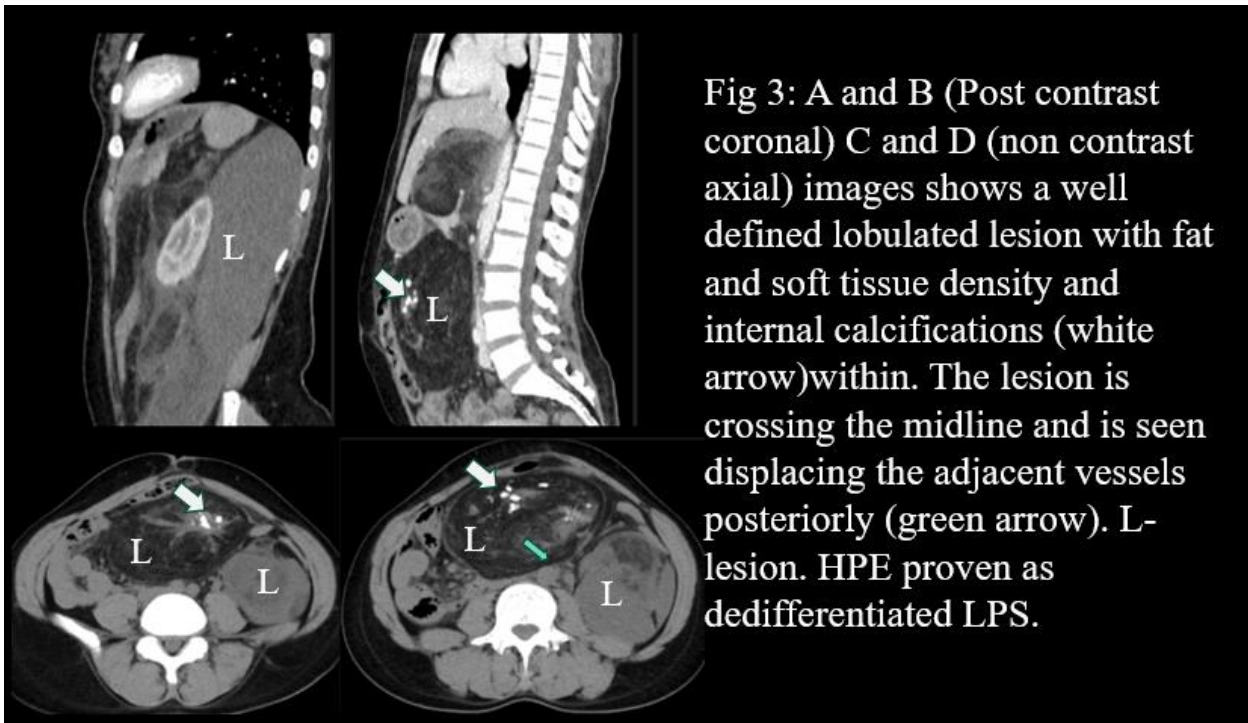 L
L
L
L
L
L
Fig 3: A and B (Post contrast
coronal) C and D (non contrast
axial) images shows a well
defined lobulated lesion with fat
and soft tissue density and
internal calcifications (white
arrow)within. The lesion is
crossing the midline and is seen
displacing the adjacent vessels
posteriorly (green arrow). L-
lesion. HPE proven as
dedifferentiated LPS.